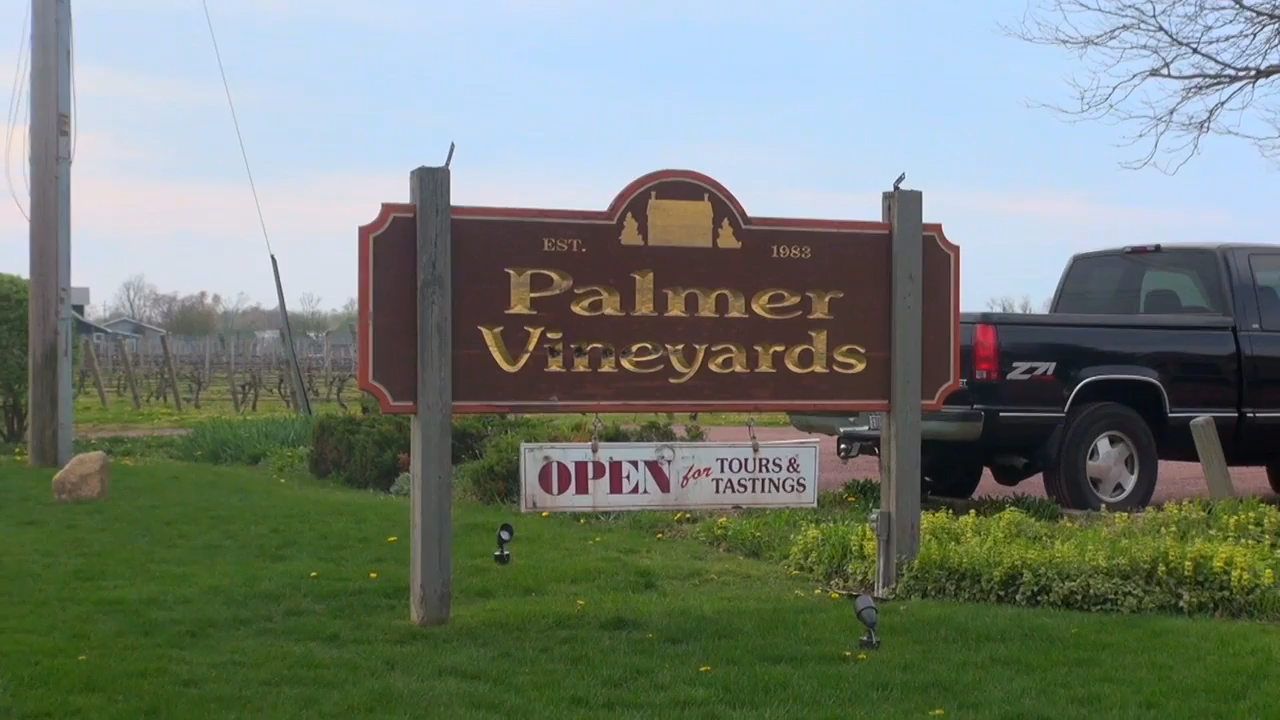 EST. 1983
Palmer
Vineyards
OPEN for TOURS &
TASTINGS
Z71